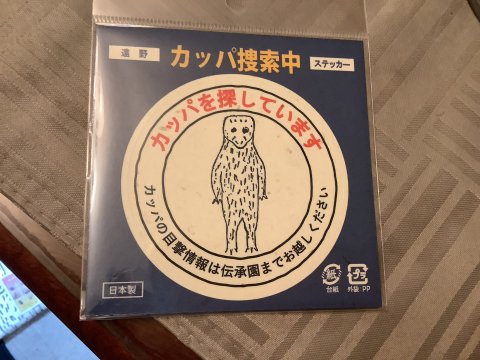 遠野
カッパ捜索中
ステッカー
カッパを探しています
カッパの目撃情報は伝承園までお越しください
日本製
紙
台紙
プラ
外袋 PP